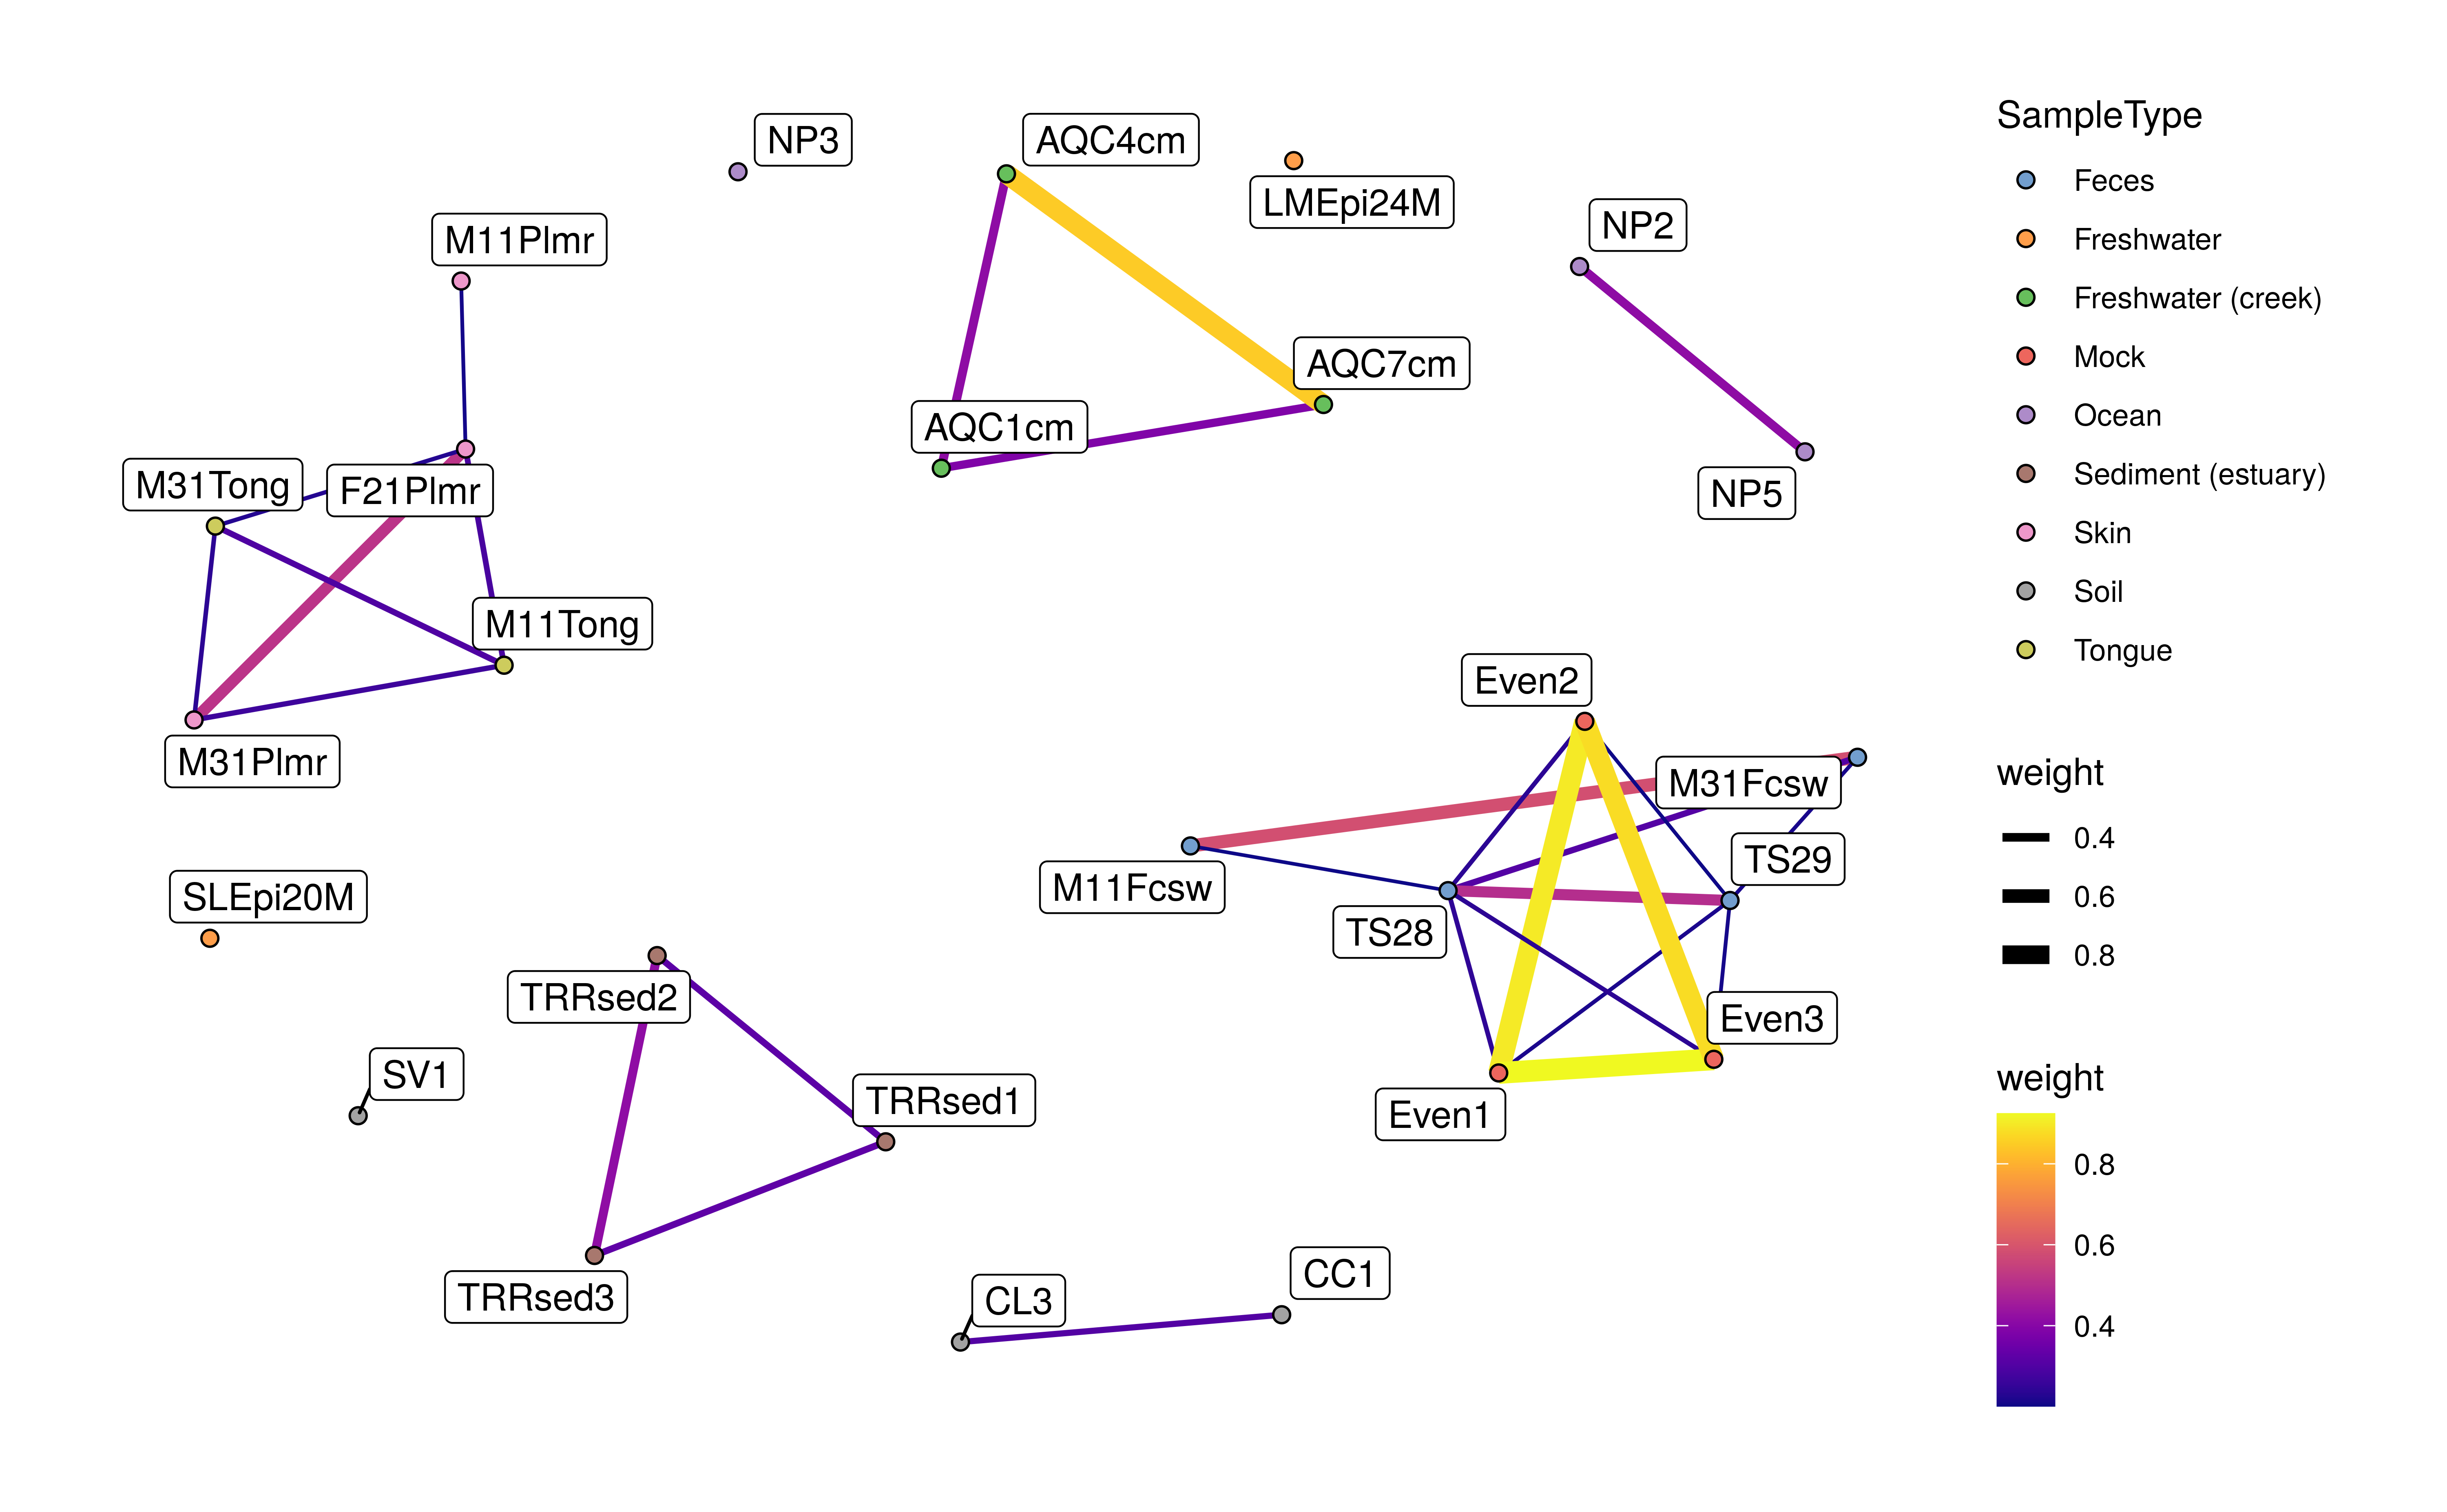 NP3
AQC4cm
LMEpi24M
NP2
M11Plmr
AQC7cm
AQC1cm
M31Tong
F21Plmr
NP5
M11Tong
M31Plmr
Even2
M31Fcsw
TS29
M11Fcsw
TS28
SLEpi20M
TRRsed2
Even3
SV1
TRRsed1
Even1
TRRsed3
CL3
CC1
SampleType
Feces
Freshwater
Freshwater (creek)
Mock
Ocean
Sediment (estuary)
Skin
Soil
Tongue
weight
0.4
0.6
0.8
weight
0.8
0.6
0.4